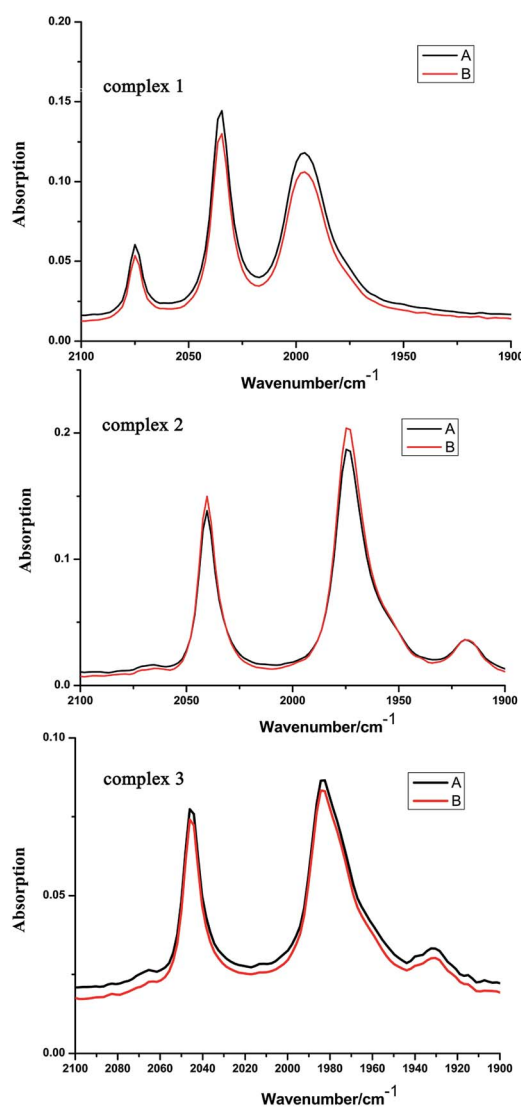 0.20
A
B
complex 1
0.15
0.10
0.05
0.00
2100 2050 2000 1950 1900
Absorption
Wavenumber/cm-1
complex 2
A
B
0.2
0.1
0.0
2100 2050 2000 1950 1900
Absorption
Wavenumber/cm-1
0.10
complex 3
A
B
0.05
0.00
2100 2080 2060 2040 2020 2000 1980 1960 1940 1920 1900
Absorption
Wavenumber/cm-1